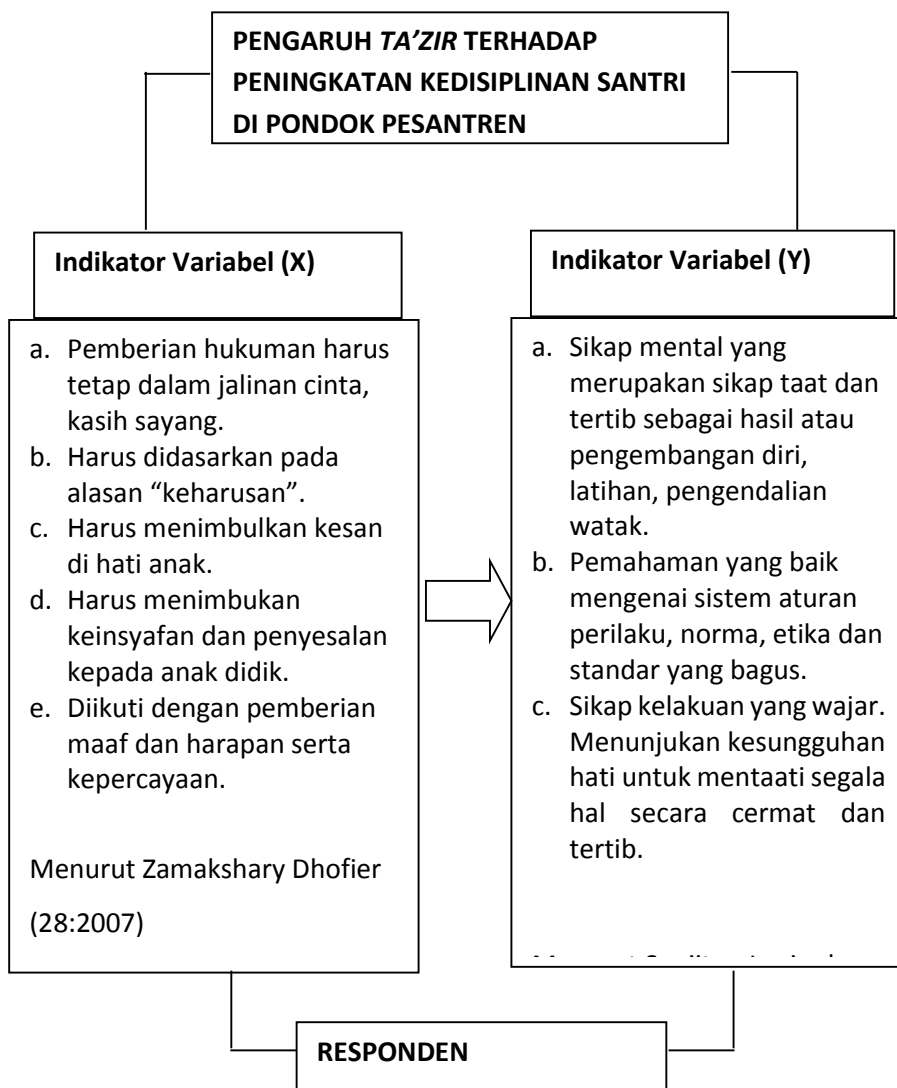 PENGARUH TA’ZIR TERHADAP
PENINGKATAN KEDISIPLINAN SANTRI
DI PONDOK PESANTREN
Indikator Variabel (X)
a. Pemberian hukuman harus
tetap dalam jalinan cinta,
kasih sayang.
b. Harus didasarkan pada
alasan “keharusan”.
c. Harus menimbulkan kesan
di hati anak.
d. Harus menimbukan
keinsyafan dan penyesalan
kepada anak didik.
e. Diikuti dengan pemberian
maaf dan harapan serta
kepercayaan.
Menurut Zamakshary Dhofier
(28:2007)
Indikator Variabel (Y)
a. Sikap mental yang
merupakan sikap taat dan
tertib sebagai hasil atau
pengembangan diri,
latihan, pengendalian
watak.
b. Pemahaman yang baik
mengenai sistem aturan
perilaku, norma, etika dan
standar yang bagus.
c. Sikap kelakuan yang wajar.
Menunjukan kesungguhan
hati untuk mentaati segala
hal secara cermat dan
tertib.
RESPONDEN